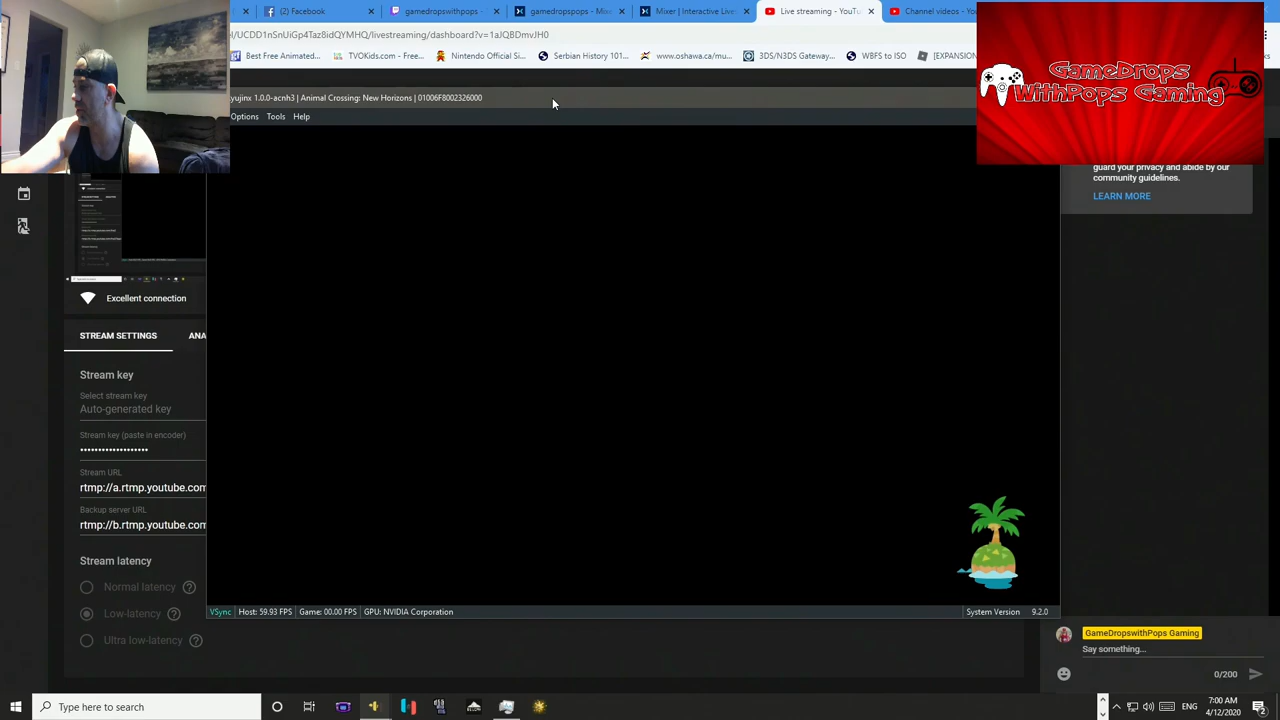 (2) Facebook
gamedropswithpops
gamedropswithpops - Mix
Mixer | Interactive Livest
Live streaming - YouTu
Channel videos - YouTu
l/UCDD1nSnUiGp4Taz8idQYMHQ/livestreaming/dashboard?v=1aJQBDmvJH0
Best Free Animated...
TVOKids.com - Free...
Nintendo Official Si...
Serbian History 101...
www.oshawa.ca/mu...
3DS/N3DS Gateway...
WBFS to ISO
[EXPANSION
ks
GameDrops
WithPops Gaming
yujinx 1.0.0-acnh3 | Animal Crossing: New Horizons | 01006F8002326000
Options Tools Help
guard your privacy and abide by our
community guidelines.
LEARN MORE
Excellent connection
STREAM SETTINGS
ANA
Stream key
Select stream key
Auto-generated key
Stream key (paste in encoder)
Stream URL
rtmp://a.rtmp.youtube.com
Backup server URL
rtmp://b.rtmp.youtube.com
Stream latency
Normal latency
Low-latency
Ultra low-latency
VSync Host: 59.93 FPS Game: 00.00 FPS GPU: NVIDIA Corporation System Version 9.2.0
GameDropswithPops Gaming
Say something...
0/200
Type here to search
ENG
7:00 AM
4/12/2020
2